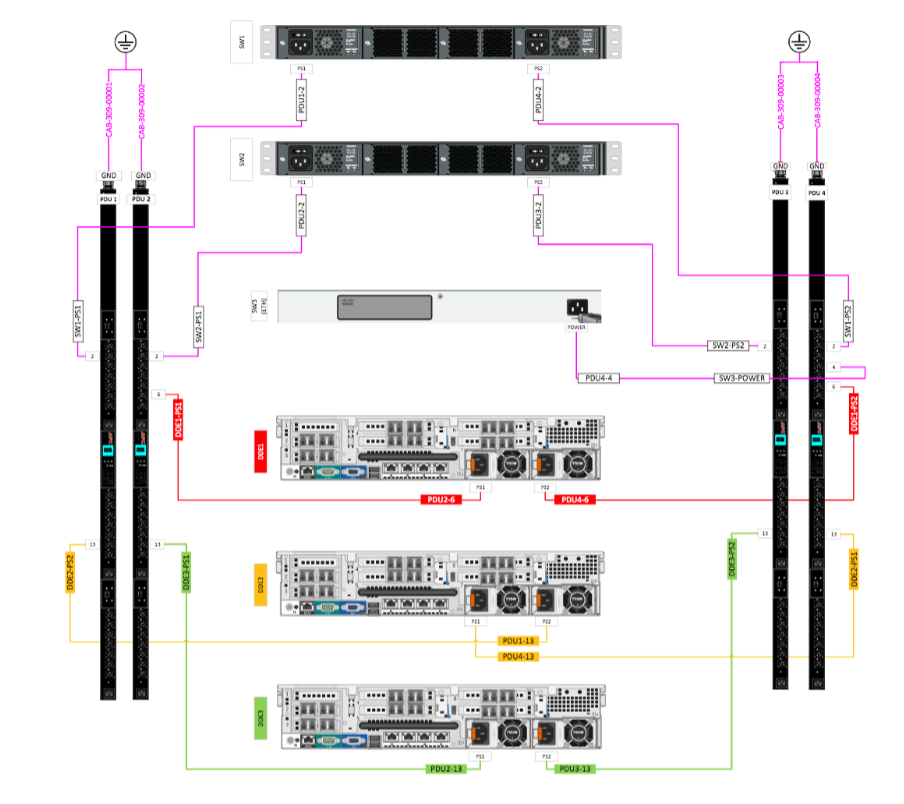 SW1
PS1
PS2
PDU1-2
PDU4-2
CAB-309-00001
CAB-309-00002
CAB-309-00003
CAB-309-00004
SW2
PS1
PS2
PDU2-2
PDU3-2
GND
GND
GND
GND
PDU 1
PDU 2
PDU 3
PDU 4
SW3
(ETH)
POWER
SW1-PS1
SW2-PS1
SW1-PS2
SW2-PS2
2
2
2
2
4
PDU4-4
SW3-POWER
6
6
DDE1-PS1
DDE1-PS2
DDE1
PS1
PS2
PDU2-6
PDU4-6
13
13
13
13
DDE2-PS2
DDE3-PS1
DDE3-PS2
DDE2-PS1
DDE2
PS1
PS2
PDU1-13
PDU4-13
DDE3
PS1
PS2
PDU2-13
PDU3-13